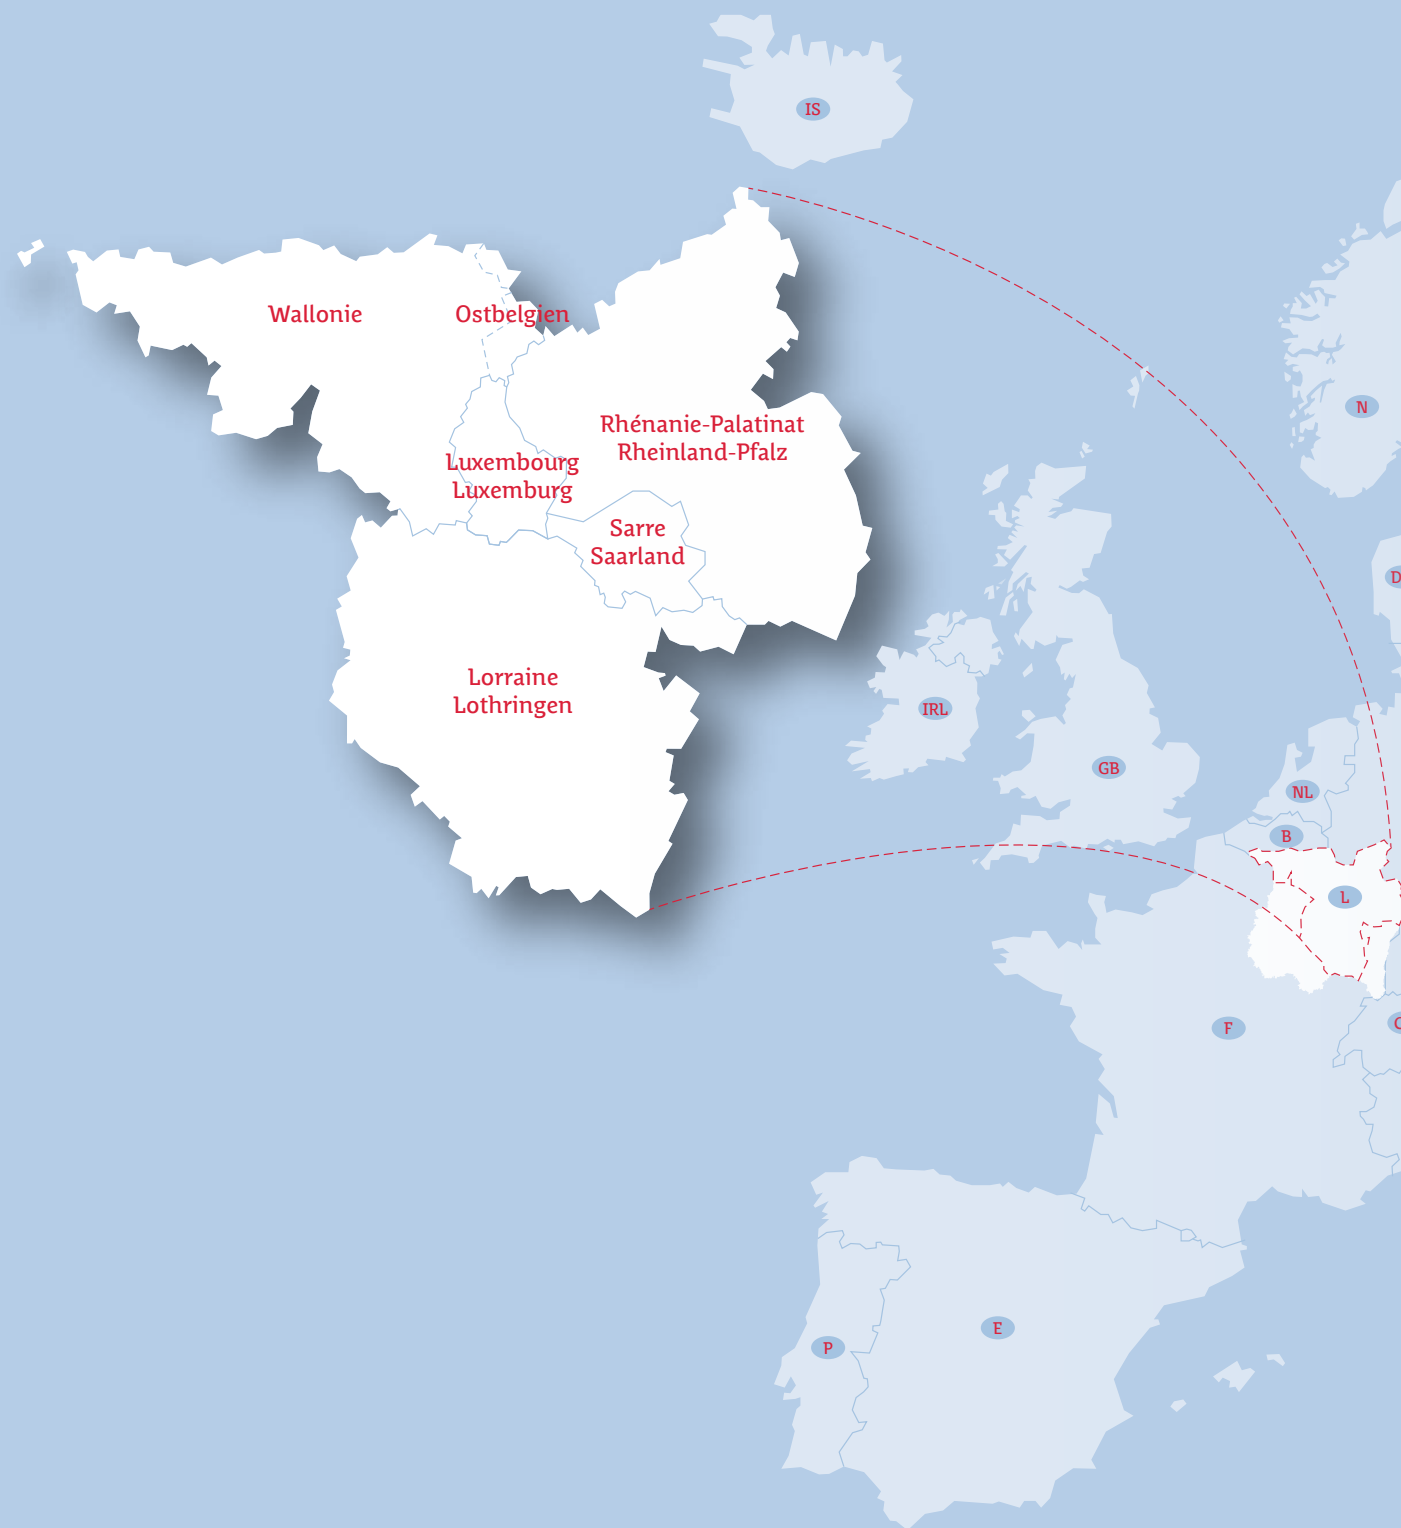 IS
Wallonie
Ostbelgien
N
Rhénanie-Palatinat
Rheinland-Pfalz
Luxembourg
Luxemburg
Sarre
Saarland
D
Lorraine
Lothringen
IRL
GB
NL
B
L
F
E
P